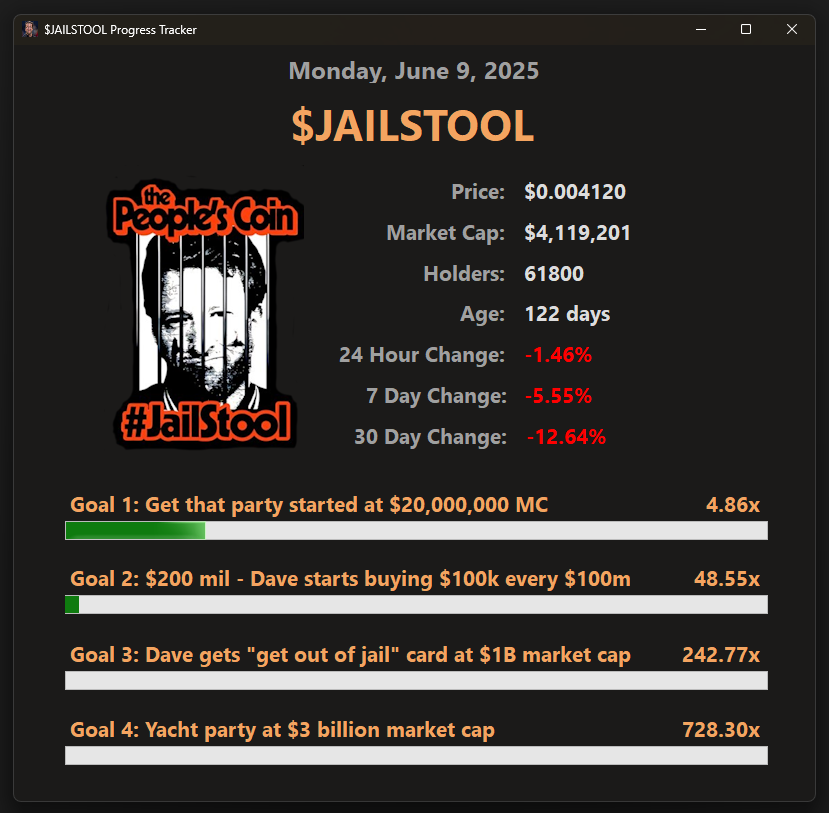 $JAILSTOOL Progress Tracker
Monday, June 9, 2025
$JAILSTOOL
the
People's Coin
#JailStool
Price: $0.004120
Market Cap: $4,119,201
Holders: 61800
Age: 122 days
24 Hour Change: -1.46%
7 Day Change: -5.55%
30 Day Change: -12.64%
Goal 1: Get that party started at $20,000,000 MC 4.86x
Goal 2: $200 mil - Dave starts buying $100k every $100m 48.55x
Goal 3: Dave gets "get out of jail" card at $1B market cap 242.77x
Goal 4: Yacht party at $3 billion market cap 728.30x